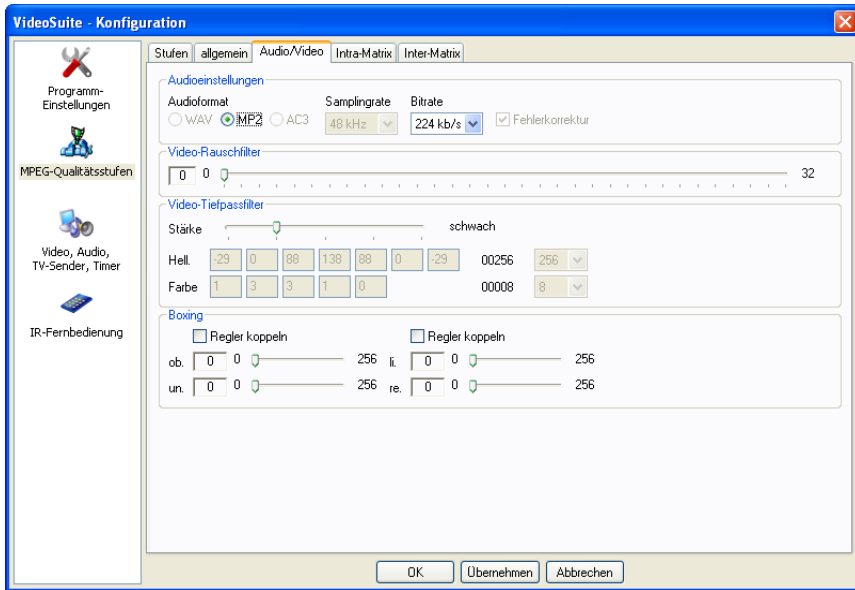 VideoSuite - Konfiguration
Programm-
Einstellungen
MPEG-Qualitätsstufen
Video, Audio,
TV-Sender, Timer
IR-Fernbedienung
Stufen allgemein Audio/Video Intra-Matrix Inter-Matrix
Audioeinstellungen
Audioformat Samplingrate Bitrate
WAV MP2 AC3 48 kHz 224 kb/s Fehlerkorrektur
Video-Rauschfilter
0 0 32
Video-Tiefpassfilter
Stärke schwach
Hell. -29 0 88 138 88 0 -29 00256 256
Farbe 1 3 3 1 0 00008 8
Boxing
Regler koppeln Regler koppeln
ob. 0 0 256 li. 0 0 256
un. 0 0 256 re. 0 0 256
OK Übernehmen Abbrechen